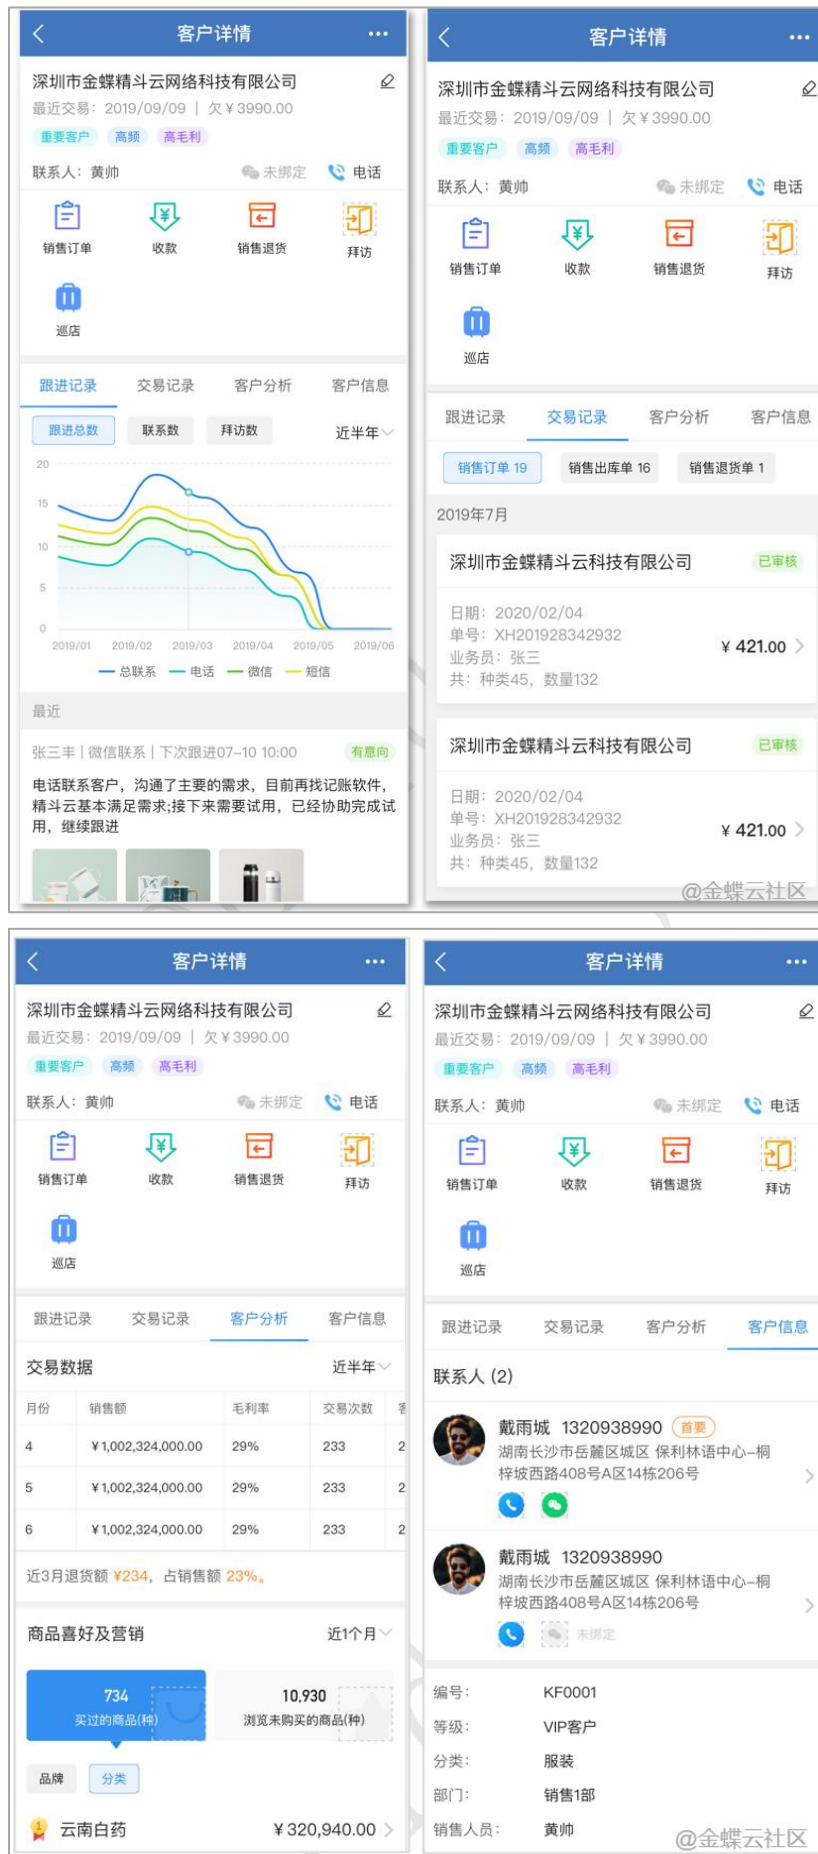 客户详情
深圳市金蝶精斗云网络科技有限公司
最近交易：2019/09/09 | 欠¥3990.00
重要客户 高频 高毛利
联系人：黄帅 未绑定 电话
销售订单 收款 销售退货 拜访
巡店
跟进记录 交易记录 客户分析 客户信息
跟进总数 联系数 拜访数 近半年
20
15
10
5
0
2019/01 2019/02 2019/03 2019/04 2019/05 2019/06
总联系 电话 微信 短信
最近
张三丰 | 微信联系 | 下次跟进07-10 10:00 有意向
电话联系客户，沟通了主要的需求，目前再找记账软件，
精斗云基本满足需求;接下来需要试用，已经协助完成试
用，继续跟进
客户详情
深圳市金蝶精斗云网络科技有限公司
最近交易：2019/09/09 | 欠¥3990.00
重要客户 高频 高毛利
联系人：黄帅 未绑定 电话
销售订单 收款 销售退货 拜访
巡店
跟进记录 交易记录 客户分析 客户信息
销售订单 19 销售出库单 16 销售退货单 1
2019年7月
深圳市金蝶精斗云科技有限公司 已审核
日期：2020/02/04
单号：XH201928342932
业务员：张三
共：种类45，数量132
¥ 421.00
深圳市金蝶精斗云科技有限公司 已审核
日期：2020/02/04
单号：XH201928342932
业务员：张三
共：种类45，数量132
¥ 421.00
@金蝶云社区
客户详情
深圳市金蝶精斗云网络科技有限公司
最近交易：2019/09/09 | 欠¥3990.00
重要客户 高频 高毛利
联系人：黄帅 未绑定 电话
销售订单 收款 销售退货 拜访
巡店
跟进记录 交易记录 客户分析 客户信息
交易数据 近半年
月份 销售额 毛利率 交易次数
4 ¥1,002,324,000.00 29% 233 2
5 ¥1,002,324,000.00 29% 233 2
6 ¥1,002,324,000.00 29% 233 2
近3月退货额 ¥234，占销售额 23%。
商品喜好及营销 近1个月
734 10,930
买过的商品(种) 浏览未购买的商品(种)
品牌 分类
1 云南白药 ¥320,940.00
客户详情
深圳市金蝶精斗云网络科技有限公司
最近交易：2019/09/09 | 欠¥3990.00
重要客户 高频 高毛利
联系人：黄帅 未绑定 电话
销售订单 收款 销售退货 拜访
巡店
跟进记录 交易记录 客户分析 客户信息
联系人 (2)
戴雨城 1320938990 首要
湖南长沙市岳麓区城区 保利林语中心-桐
梓坡西路408号A区14栋206号
戴雨城 1320938990
湖南长沙市岳麓区城区 保利林语中心-桐
梓坡西路408号A区14栋206号
未绑定
编号： KF0001
等级： VIP客户
分类： 服装
部门： 销售1部
销售人员： 黄帅
@金蝶云社区